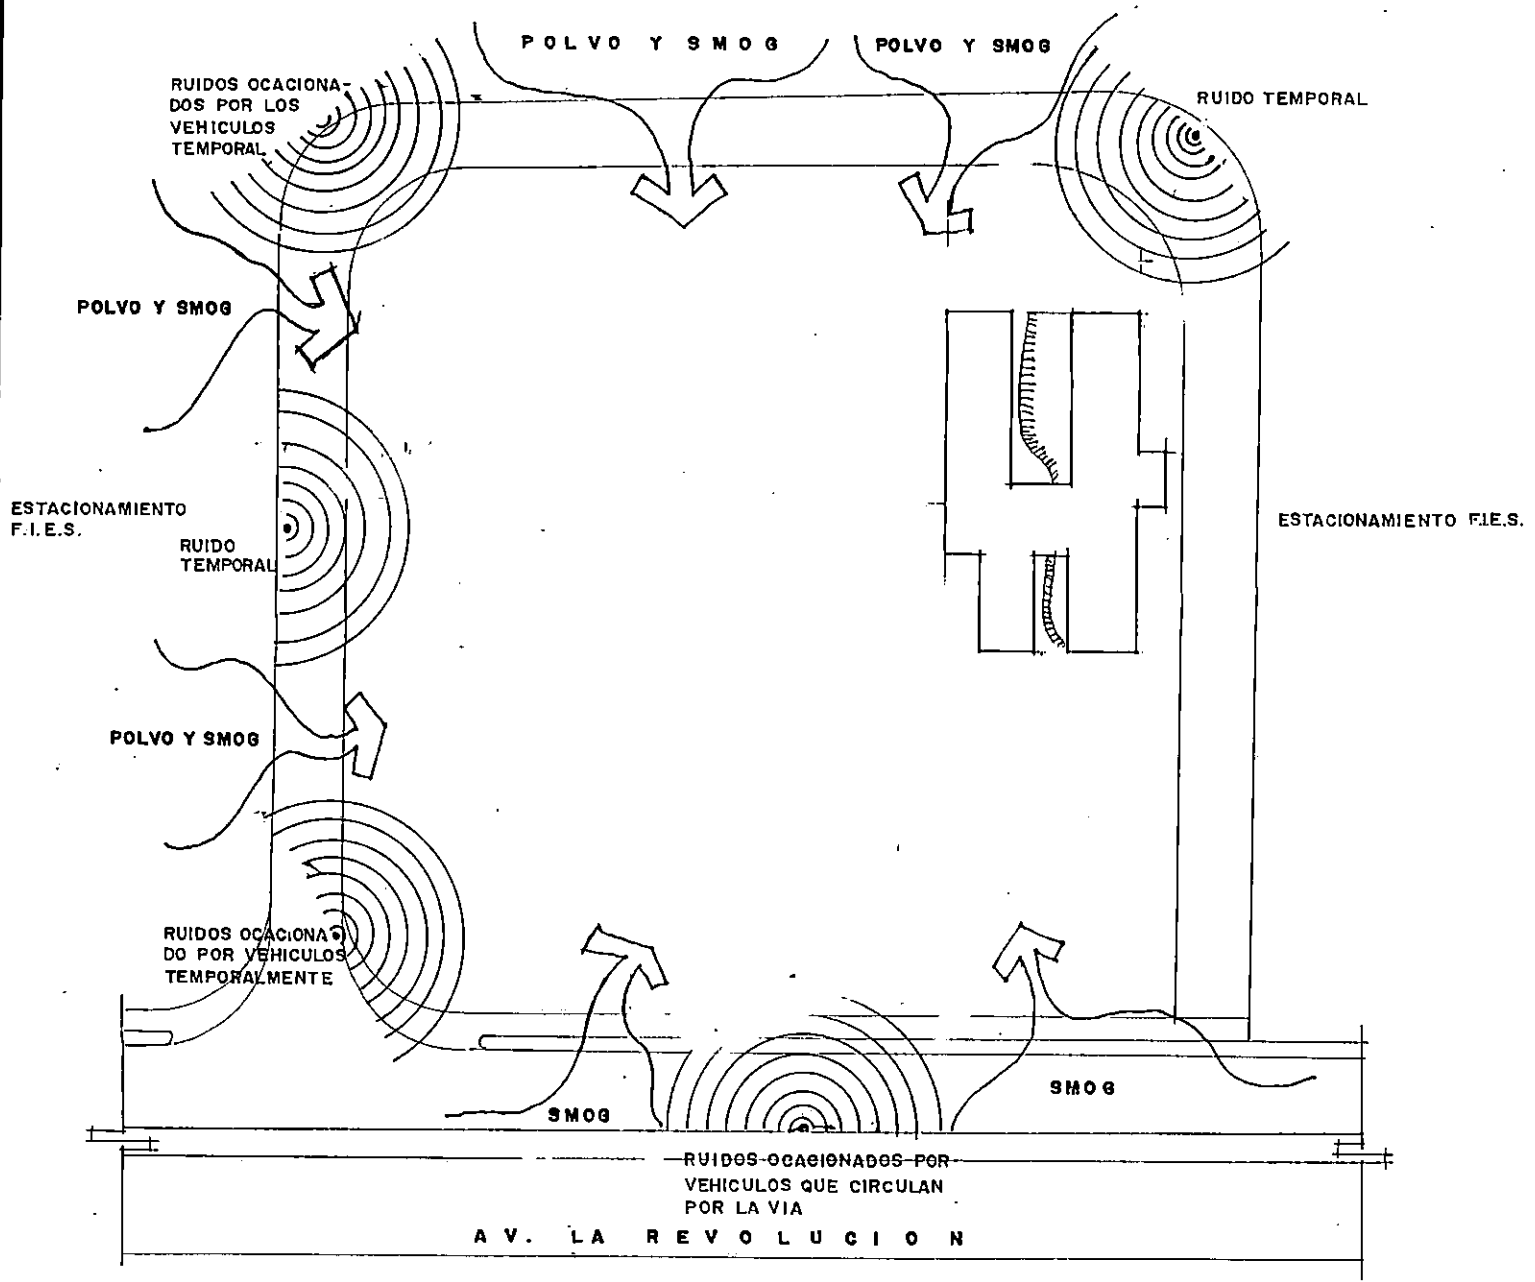 POLVO Y SMOG
POLVO Y SMOG
RUIDOS OCACIONA-
DOS POR LOS
VEHICULOS
TEMPORAL
RUIDO TEMPORAL
POLVO Y SMOG
ESTACIONAMIENTO
F.I.E.S.
RUIDO
TEMPORAL
ESTACIONAMIENTO F.I.E.S.
POLVO Y SMOG
RUIDOS OCACIONA
DO POR VEHICULOS
TEMPORALMENTE
SMOG
SMOG
RUIDOS OCACIONADOS POR
VEHICULOS QUE CIRCULAN
POR LA VIA
AV. LA REVOLUCION